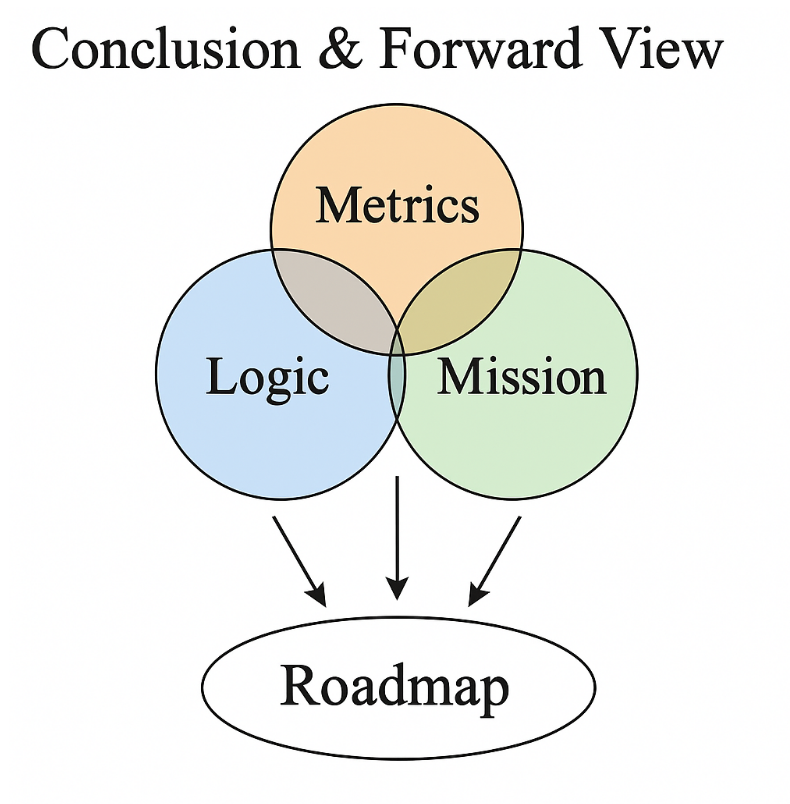 Conclusion & Forward View
Metrics
Logic
Mission
Roadmap